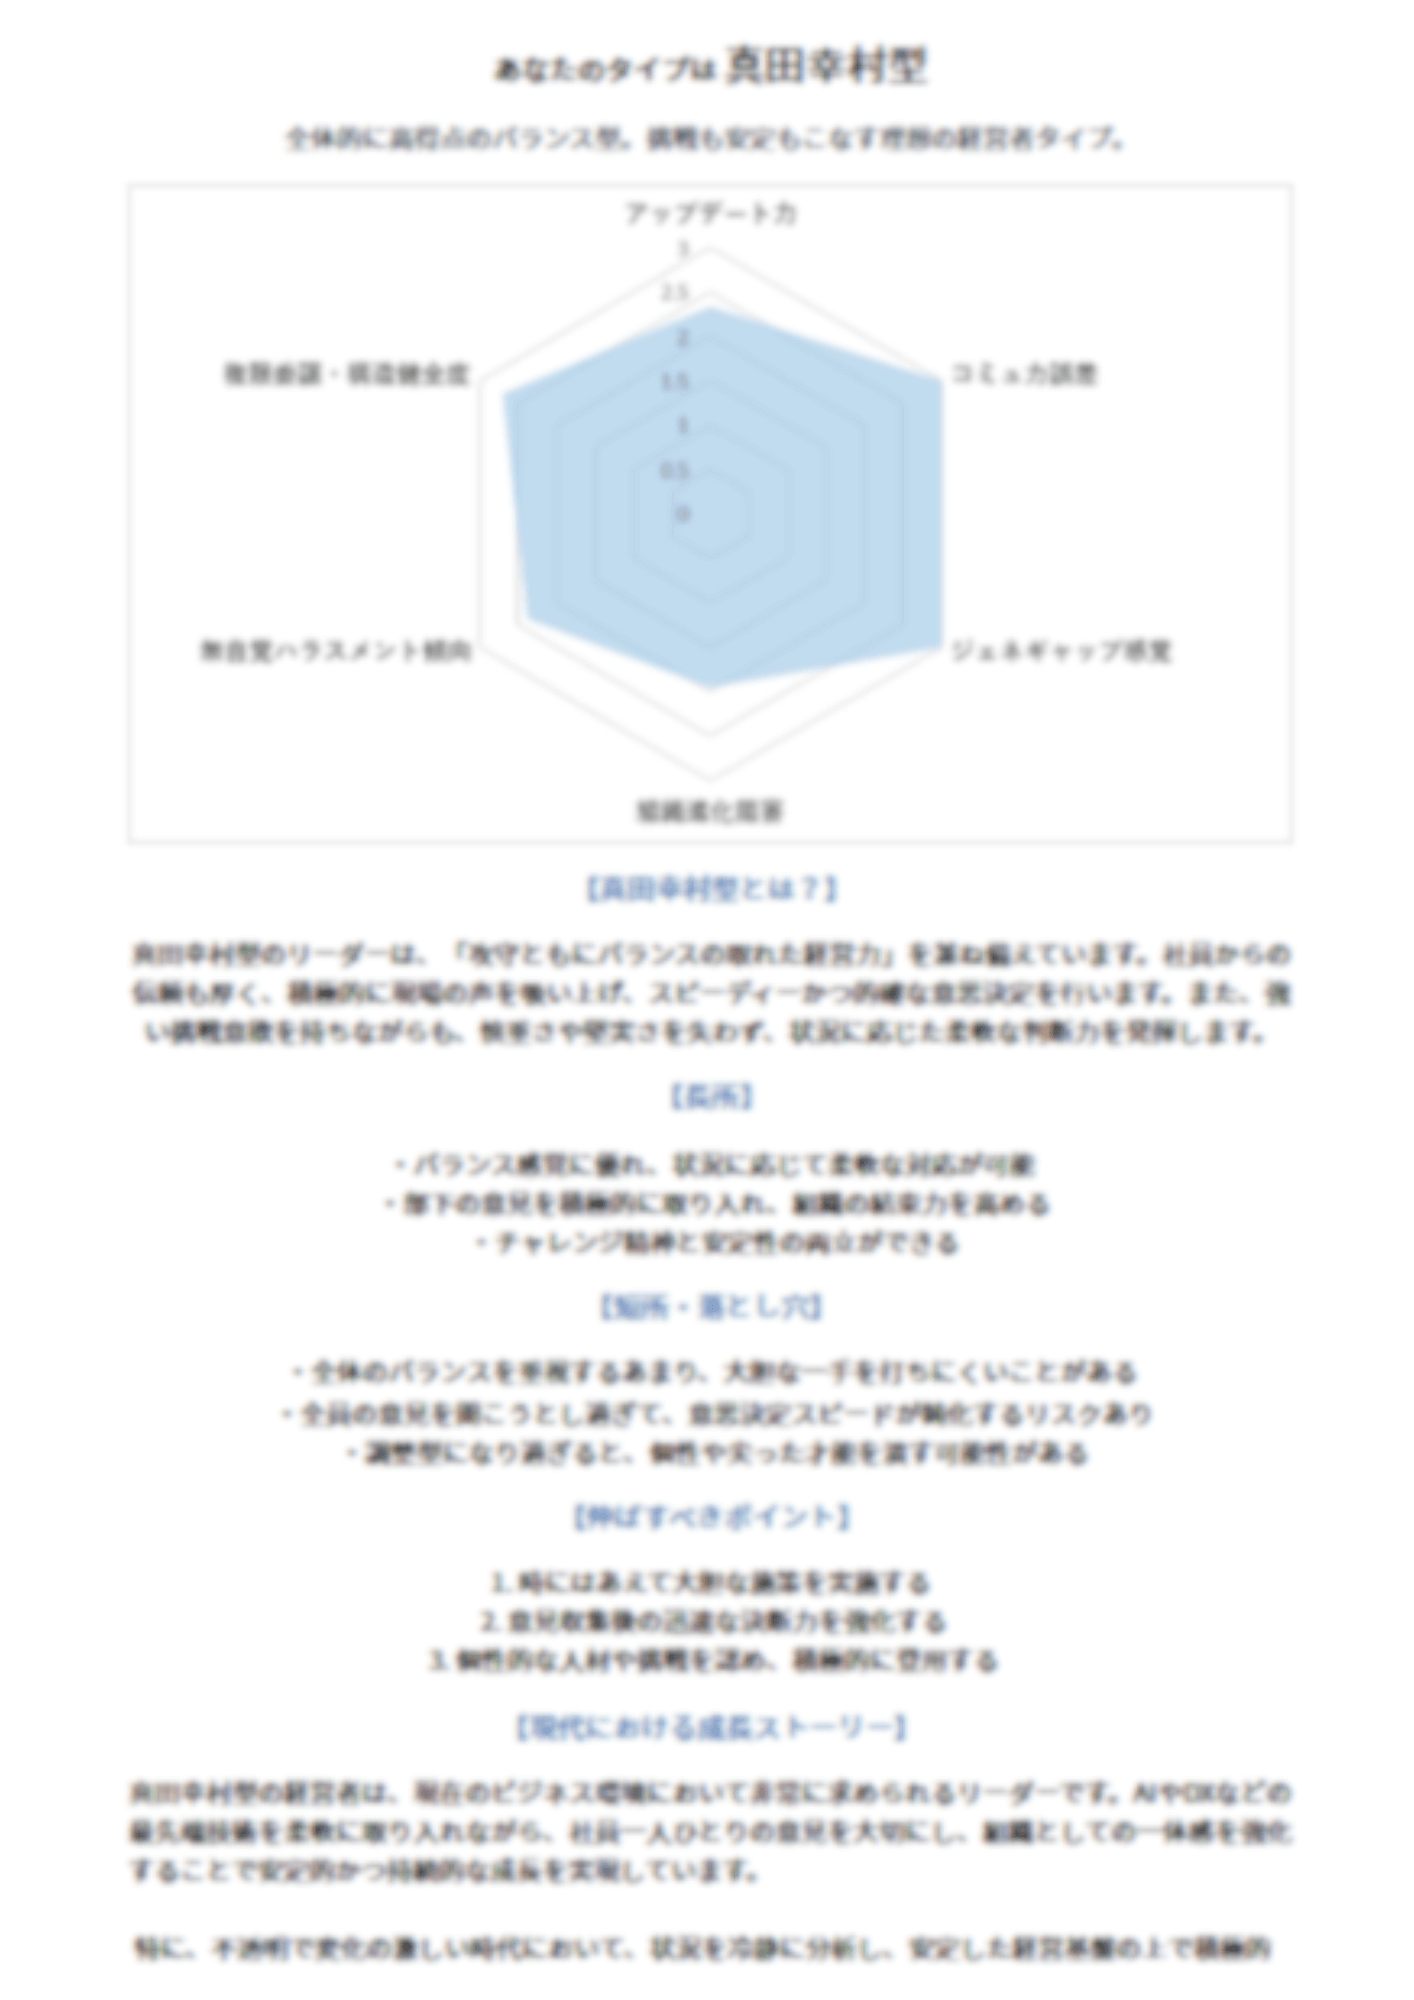 あなたのタイプは 真田幸村型
全体的に高得点のバランス型。挑戦も安定もこなす理想の経営者タイプ。
アップデート力
3
2.5
2
1.5
1
0.5
0
コミュ力誤差
ジェネギャップ感覚
組織進化阻害
無自覚ハラスメント傾向
権限委譲・構造健全度
【真田幸村型とは？】
真田幸村型のリーダーは、「攻守ともにバランスの取れた経営力」を兼ね備えています。社員からの
信頼も厚く、積極的に現場の声を吸い上げ、スピーディーかつ的確な意思決定を行います。また、強
い挑戦意欲を持ちながらも、慎重さや堅実さを失わず、状況に応じた柔軟な判断力を発揮します。
【長所】
・バランス感覚に優れ、状況に応じて柔軟な対応が可能
・部下の意見を積極的に取り入れ、組織の結束力を高める
・チャレンジ精神と安定性の両立ができる
【短所・落とし穴】
・全体のバランスを重視するあまり、大胆な一手を打ちにくいことがある
・全員の意見を聞こうとし過ぎて、意思決定スピードが鈍化するリスクあり
・調整型になり過ぎると、個性や尖った才能を潰す可能性がある
【伸ばすべきポイント】
1. 時にはあえて大胆な施策を実施する
2. 意見収集後の迅速な決断力を強化する
3. 個性的な人材や挑戦を認め、積極的に登用する
【現代における成長ストーリー】
真田幸村型の経営者は、現在のビジネス環境において非常に求められるリーダーです。AIやDXなどの
最先端技術を柔軟に取り入れながら、社員一人ひとりの意見を大切にし、組織としての一体感を強化
することで安定的かつ持続的な成長を実現しています。
特に、不透明で変化の激しい時代において、状況を冷静に分析し、安定した経営基盤の上で積極的